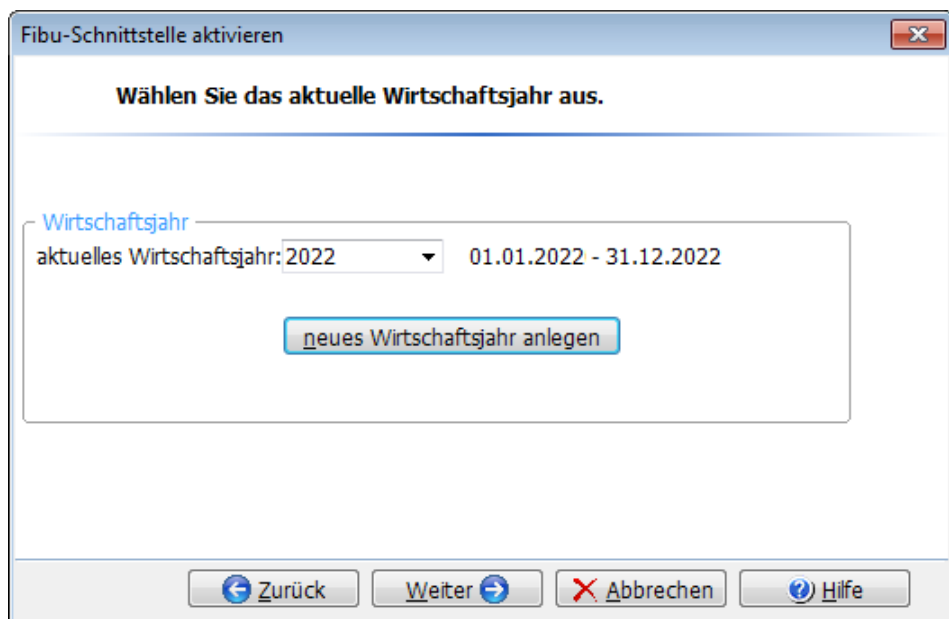 Fibu-Schnittstelle aktivieren
Wählen Sie das aktuelle Wirtschaftsjahr aus.
Wirtschaftsjahr
aktuelles Wirtschaftsjahr: 2022 01.01.2022 - 31.12.2022
neues Wirtschaftsjahr anlegen
Zurück Weiter Abbrechen Hilfe